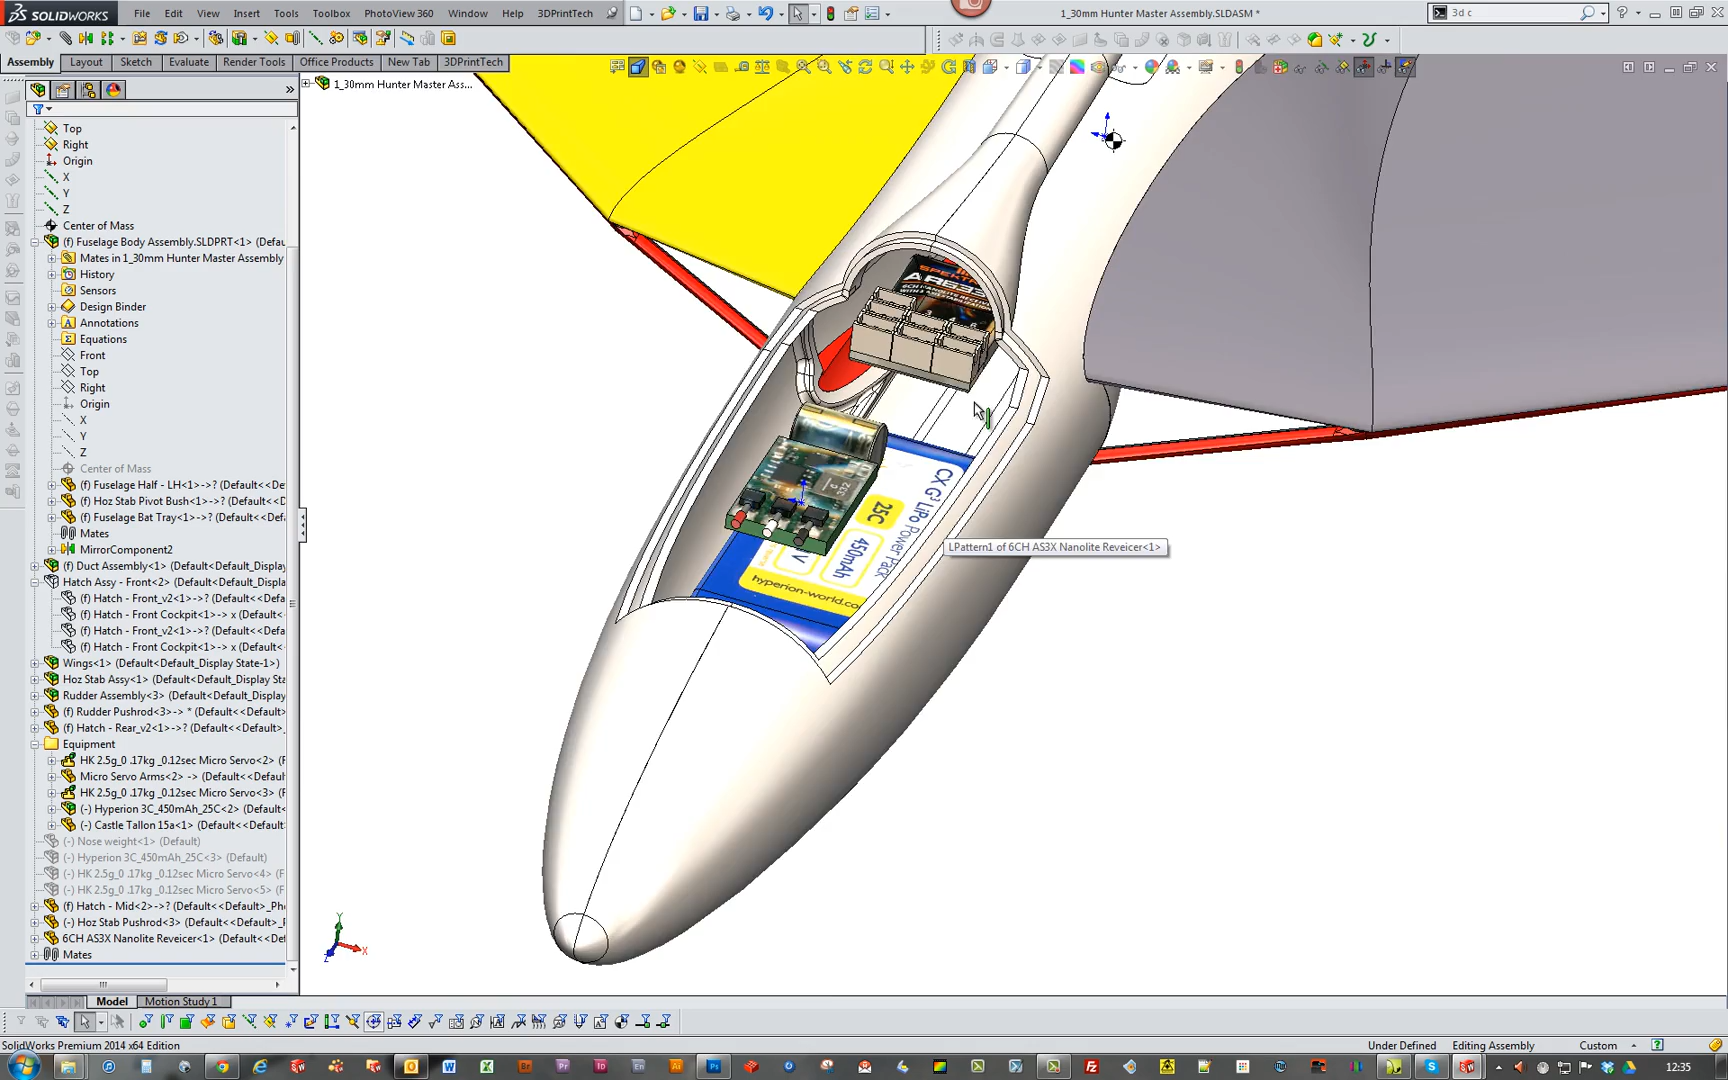 SOLIDWORKS File Edit View Insert Tools Toolbox PhotoView 360 Window Help 3DPrintTech 1_30mm Hunter Master Assembly.SLDASM * 3d c
Assembly Layout Sketch Evaluate Render Tools Office Products New Tab 3DPrintTech
1_30mm Hunter Master Ass...
Top
Right
Origin
X
Y
Z
Center of Mass
(f) Fuselage Body Assembly.SLDPRT<1> (Defau
Mates in 1_30mm Hunter Master Assembly
History
Sensors
Design Binder
Annotations
Equations
Front
Top
Right
Origin
X
Y
Z
Center of Mass
(f) Fuselage Half - LH<1>->? (Default<<De
(f) Hoz Stab Pivot Bush<1>->? (Default<<
(f) Fuselage Bat Tray<1>->? (Default<<De
Mates
MirrorComponent2
(f) Duct Assembly<1> (Default<Default_Displa
Hatch Assy - Front<2> (Default<Default_Display
(f) Hatch - Front_v2<1>->? (Default<<Defa
(f) Hatch - Front Cockpit<1>-> x (Default<
(f) Hatch - Front_v2<1>->? (Default<<Defa
(f) Hatch - Front Cockpit<1>-> x (Default<
Wings<1> (Default<Default_Display State-1>)
Hoz Stab Assy<1> (Default<Default_Display Sta
Rudder Assembly<3> (Default<Default_Display
(f) Rudder Pushrod<3>-> * (Default<<Default
(f) Hatch - Rear_v2<1>->? (Default<<Default>_
Equipment
HK 2.5g_0 .17kg _0.12sec Micro Servo<2> (F
Micro Servo Arms<2> -> (Default<<Defau
HK 2.5g_0 .17kg _0.12sec Micro Servo<3> (F
(-) Hyperion 3C_450mAh_25C<2> (Default<
(-) Castle Tallon 15a<1> (Default<<Default:
(-) Nose weight<1> (Default)
(-) Hyperion 3C_450mAh_25C<3> (Default)
(-) HK 2.5g_0 .17kg _0.12sec Micro Servo<4> (F
(-) HK 2.5g_0 .17kg _0.12sec Micro Servo<5> (F
(f) Hatch - Mid<2>->? (Default<<Default>_Pho
(-) Hoz Stab Pushrod<3> (Default<<Default>_F
6CH AS3X Nanolite Reveicer<1> (Default<<Def
Mates
CX G3 LiPo Power Pack
25C
450mAh
V
hyperion-world.co
LPattern1 of 6CH AS3X Nanolite Reveicer<1>
Y
X
Z
Model Motion Study 1
SolidWorks Premium 2014 x64 Edition Under Defined Editing Assembly Custom
12:35